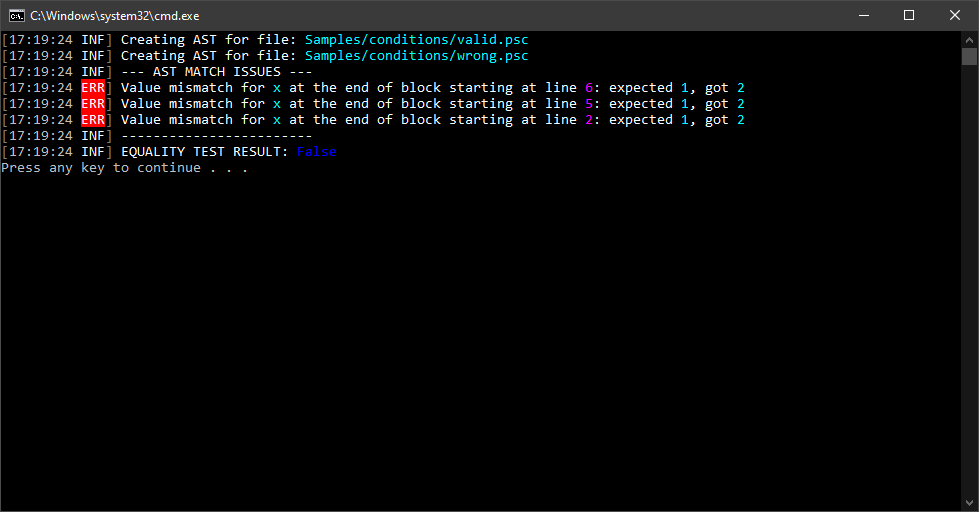 C:\Windows\system32\cmd.exe
[17:19:24 INF] Creating AST for file: Samples/conditions/valid.psc
[17:19:24 INF] Creating AST for file: Samples/conditions/wrong.psc
[17:19:24 INF] --- AST MATCH ISSUES ---
[17:19:24 ERR] Value mismatch for x at the end of block starting at line 6: expected 1, got 2
[17:19:24 ERR] Value mismatch for x at the end of block starting at line 5: expected 1, got 2
[17:19:24 ERR] Value mismatch for x at the end of block starting at line 2: expected 1, got 2
[17:19:24 INF] ------------------------
[17:19:24 INF] EQUALITY TEST RESULT: False
Press any key to continue . . .